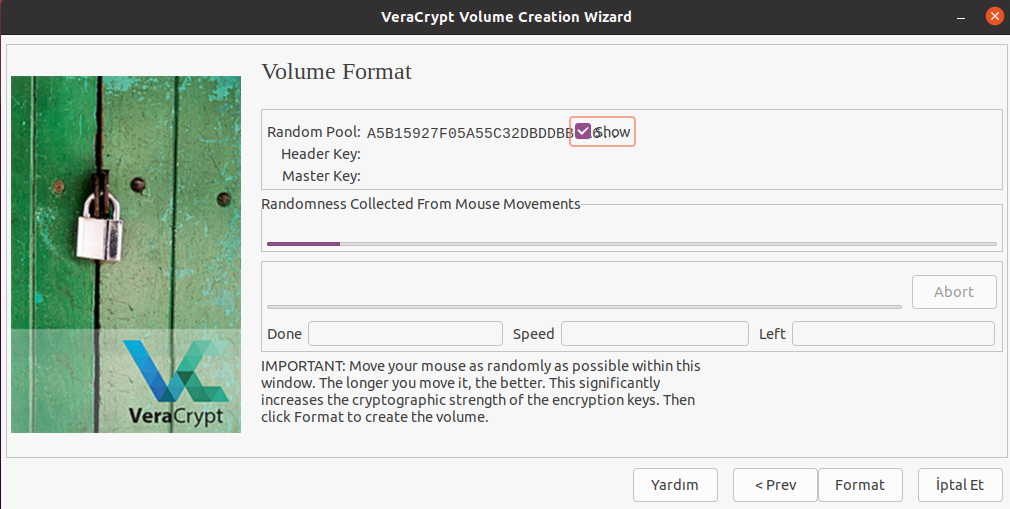 VeraCrypt Volume Creation Wizard
Volume Format
Random Pool: A5B15927F05A55C32DBDDBB Show
Header Key:
Master Key:
Randomness Collected From Mouse Movements
Abort
Done Speed Left
IMPORTANT: Move your mouse as randomly as possible within this
window. The longer you move it, the better. This significantly
increases the cryptographic strength of the encryption keys. Then
click Format to create the volume.
VeraCrypt
Yardım < Prev Format İptal Et